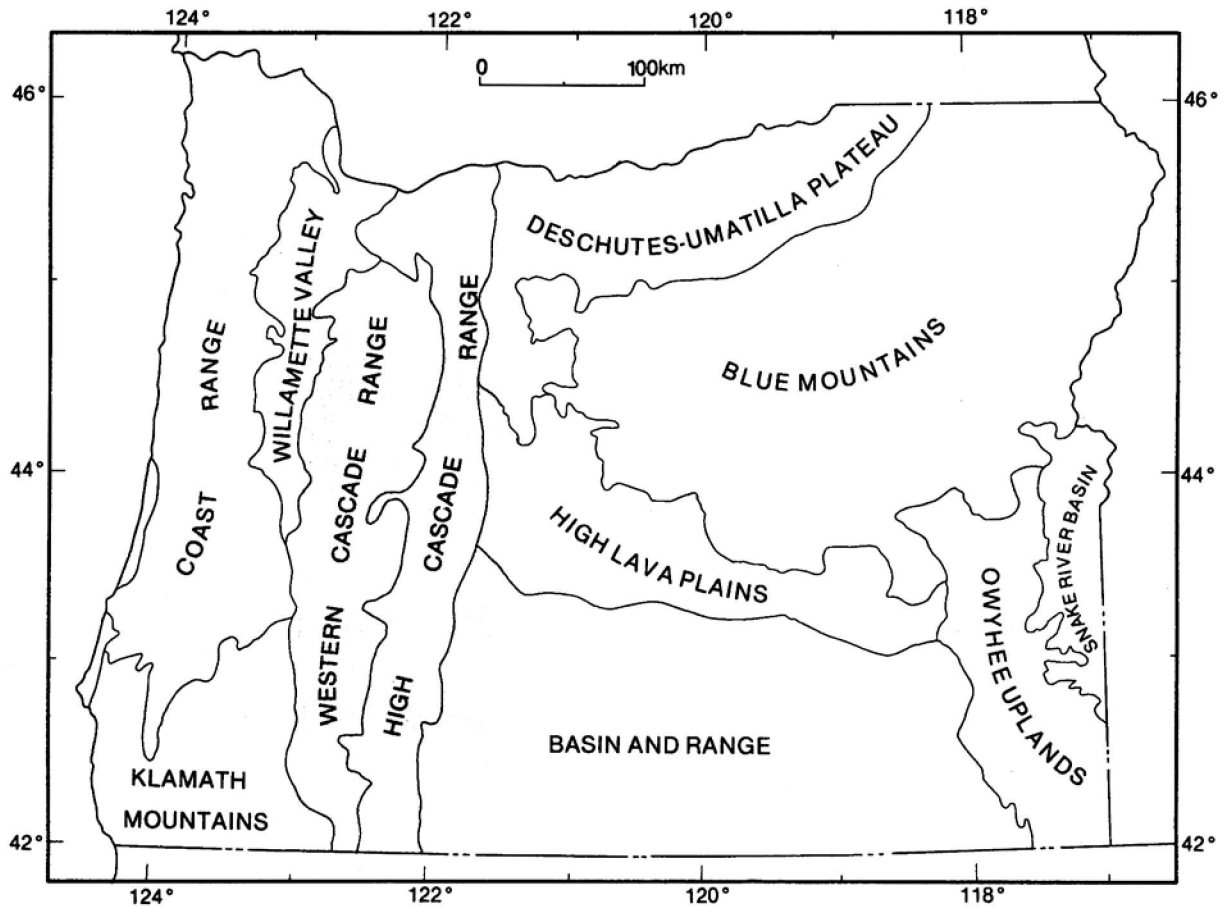 124°
122°
120°
118°
0
100km
46°
46°
DESCHUTES-UMATILLA PLATEAU
WILLAMETTE VALLEY
COAST RANGE
WESTERN CASCADE RANGE
HIGH CASCADE RANGE
BLUE MOUNTAINS
44°
44°
HIGH LAVA PLAINS
SNAKE RIVER BASIN
OWYHEE UPLANDS
BASIN AND RANGE
KLAMATH
MOUNTAINS
42°
42°
124°
122°
120°
118°